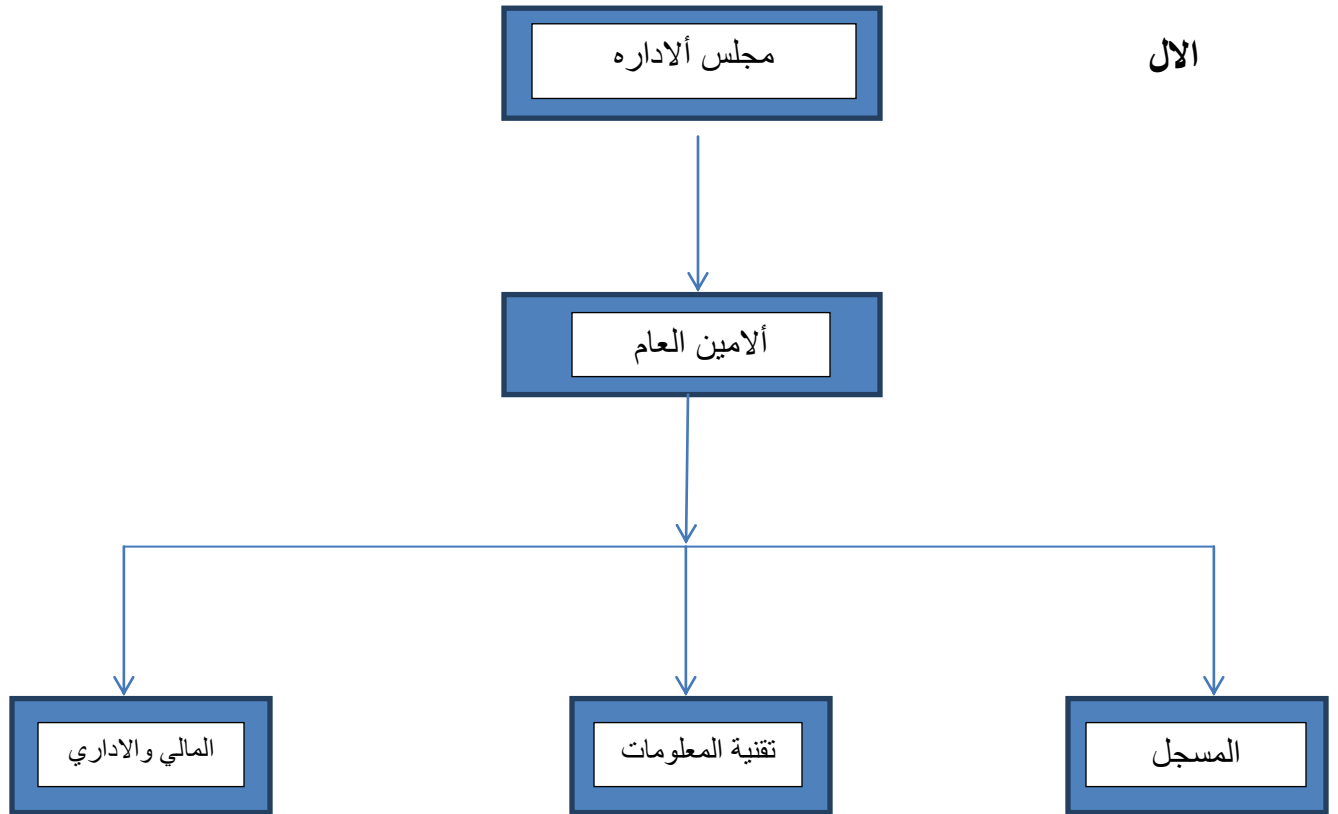 الال
مجلس ألاداره
ألامين العام
المسجل
تقنية المعلومات
المالي والاداري